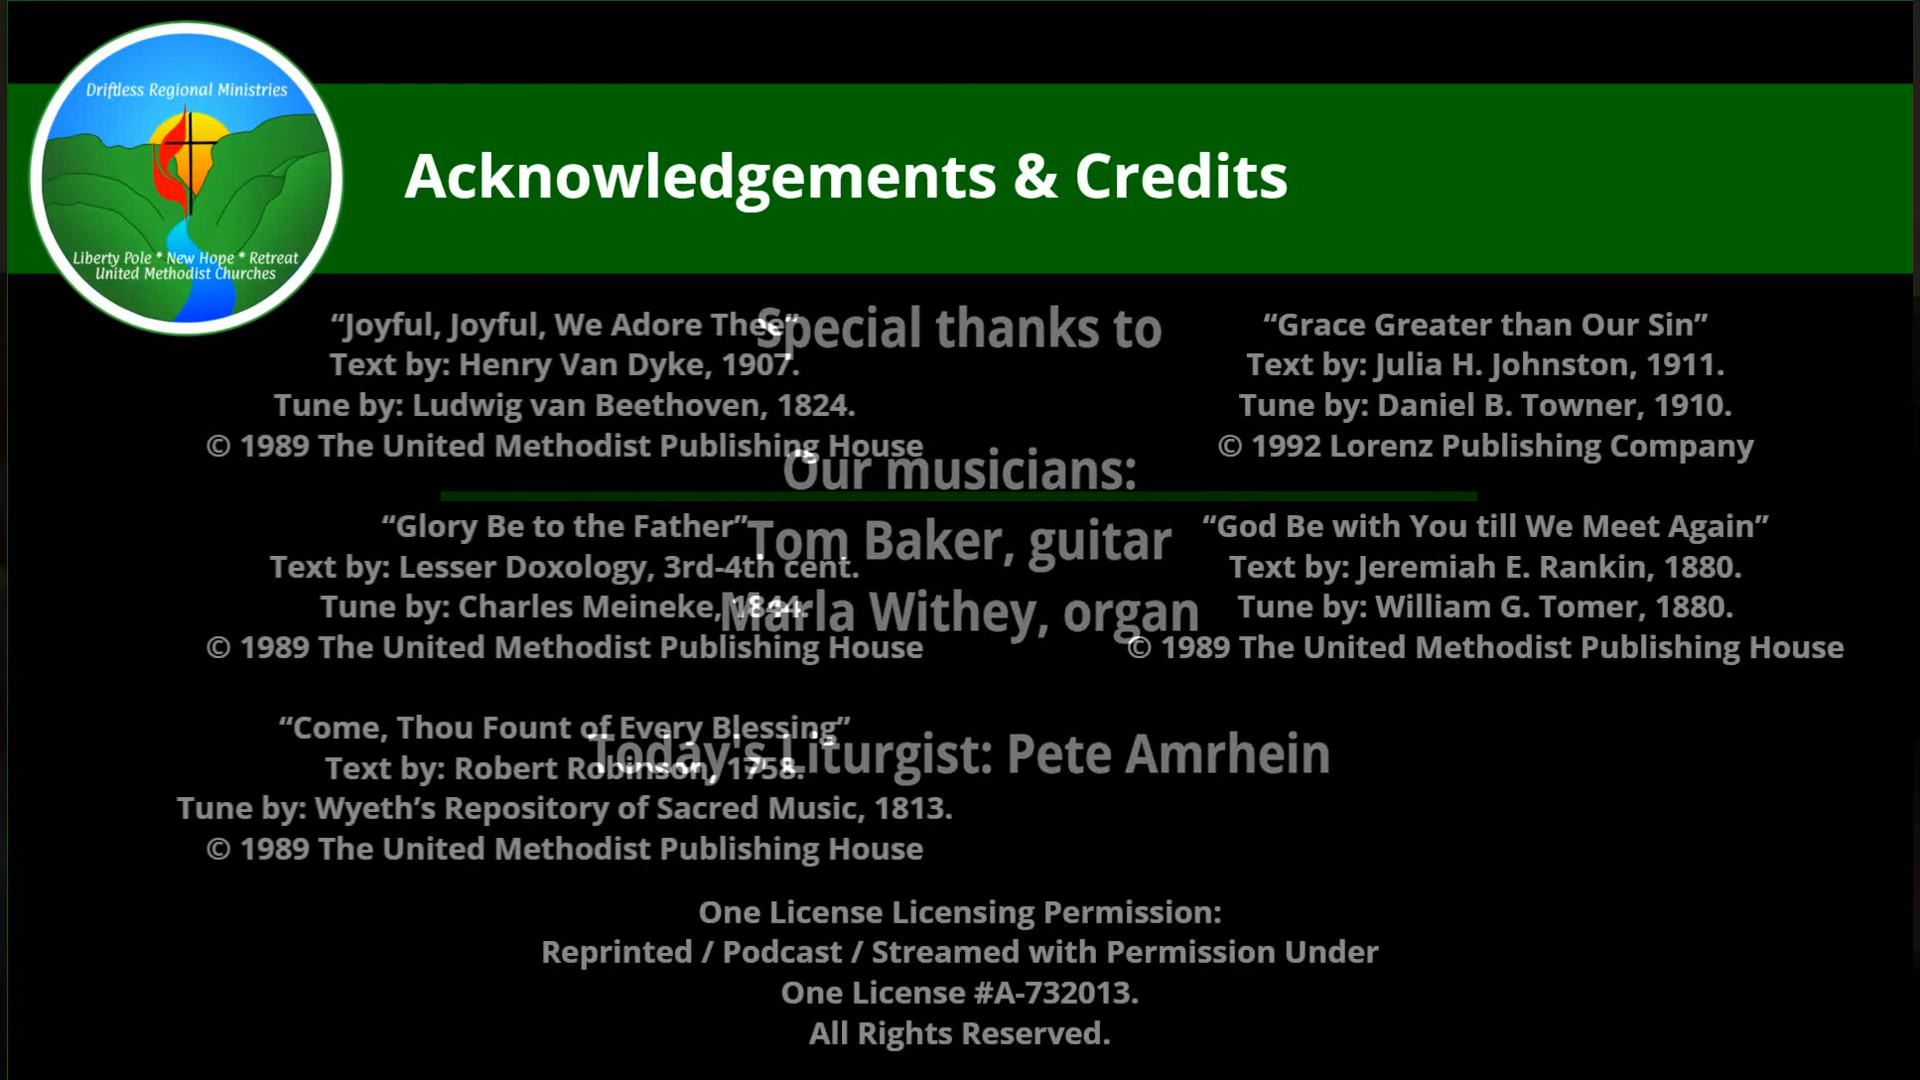 Driftless Regional Ministries
Liberty Pole * New Hope * Retreat
United Methodist Churches
Acknowledgements & Credits
“Joyful, Joyful, We Adore Thee”
Text by: Henry Van Dyke, 1907.
Tune by: Ludwig van Beethoven, 1824.
© 1989 The United Methodist Publishing House
“Glory Be to the Father”
Text by: Lesser Doxology, 3rd-4th cent.
Tune by: Charles Meineke, 1844.
© 1989 The United Methodist Publishing House
“Come, Thou Fount of Every Blessing”
Text by: Robert Robinson, 1758.
Tune by: Wyeth’s Repository of Sacred Music, 1813.
© 1989 The United Methodist Publishing House
Special thanks to
Our musicians:
Tom Baker, guitar
Marla Withey, organ
Today's Liturgist: Pete Amrhein
“Grace Greater than Our Sin”
Text by: Julia H. Johnston, 1911.
Tune by: Daniel B. Towner, 1910.
© 1992 Lorenz Publishing Company
“God Be with You till We Meet Again”
Text by: Jeremiah E. Rankin, 1880.
Tune by: William G. Tomer, 1880.
© 1989 The United Methodist Publishing House
One License Licensing Permission:
Reprinted / Podcast / Streamed with Permission Under
One License #A-732013.
All Rights Reserved.